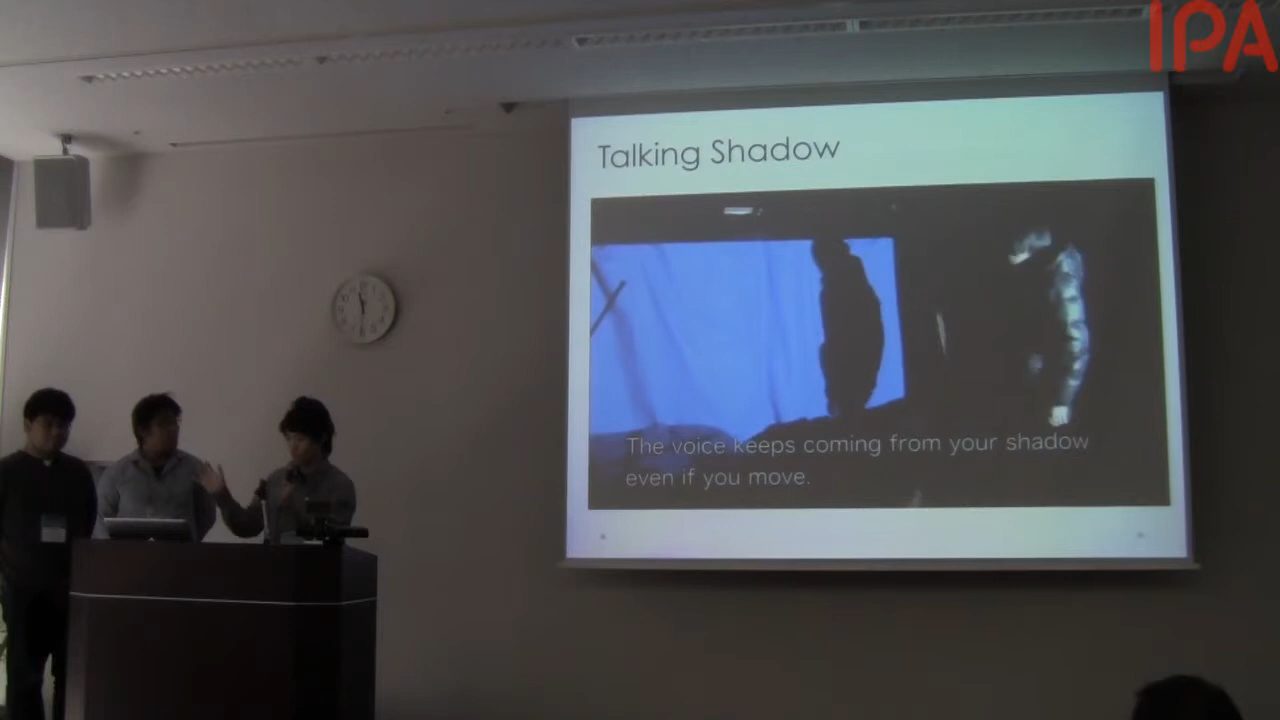 IPA
Talking Shadow
The voice keeps coming from your shadow
even if you move.